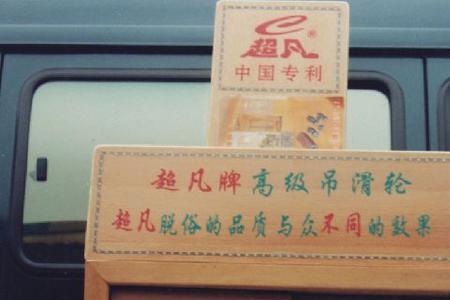 超凡®
中国专利
超凡牌高级吊滑轮
超凡脱俗的品质与众不同的效果